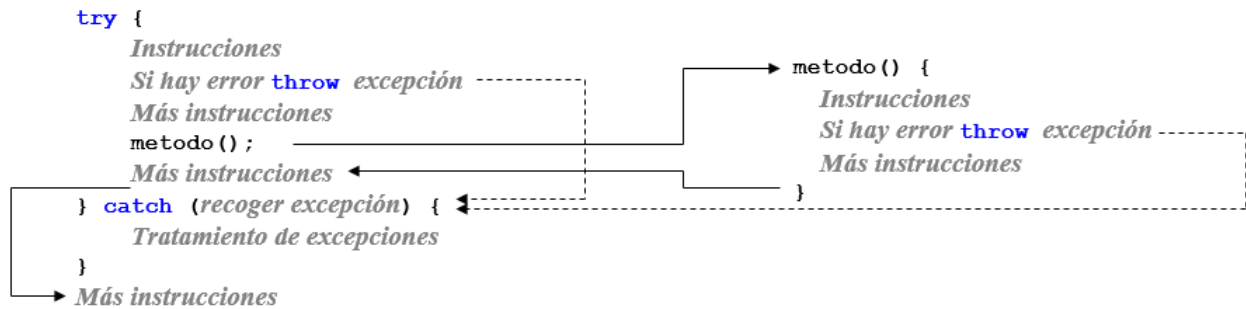 try {
Instrucciones
Si hay error throw excepción
Más instrucciones
metodo();
Más instrucciones
} catch (recoger excepción) {
Tratamiento de excepciones
}
Más instrucciones
metodo() {
Instrucciones
Si hay error throw excepción
Más instrucciones
}